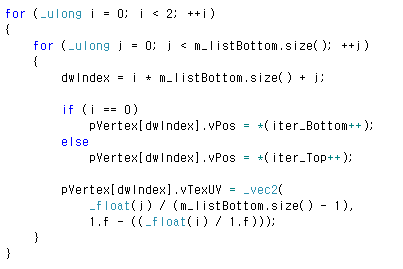 for (_ulong i = 0; i < 2; ++i)
{
    for (_ulong j = 0; j < m_listBottom.size(); ++j)
    {
        dwIndex = i * m_listBottom.size() + j;

        if (i == 0)
            pVertex[dwIndex].vPos = *(iter_Bottom++);
        else
            pVertex[dwIndex].vPos = *(iter_Top++);

        pVertex[dwIndex].vTexUV = _vec2(
            _float(j) / (m_listBottom.size() - 1),
            1.f - ((_float(i) / 1.f)));
    }
}